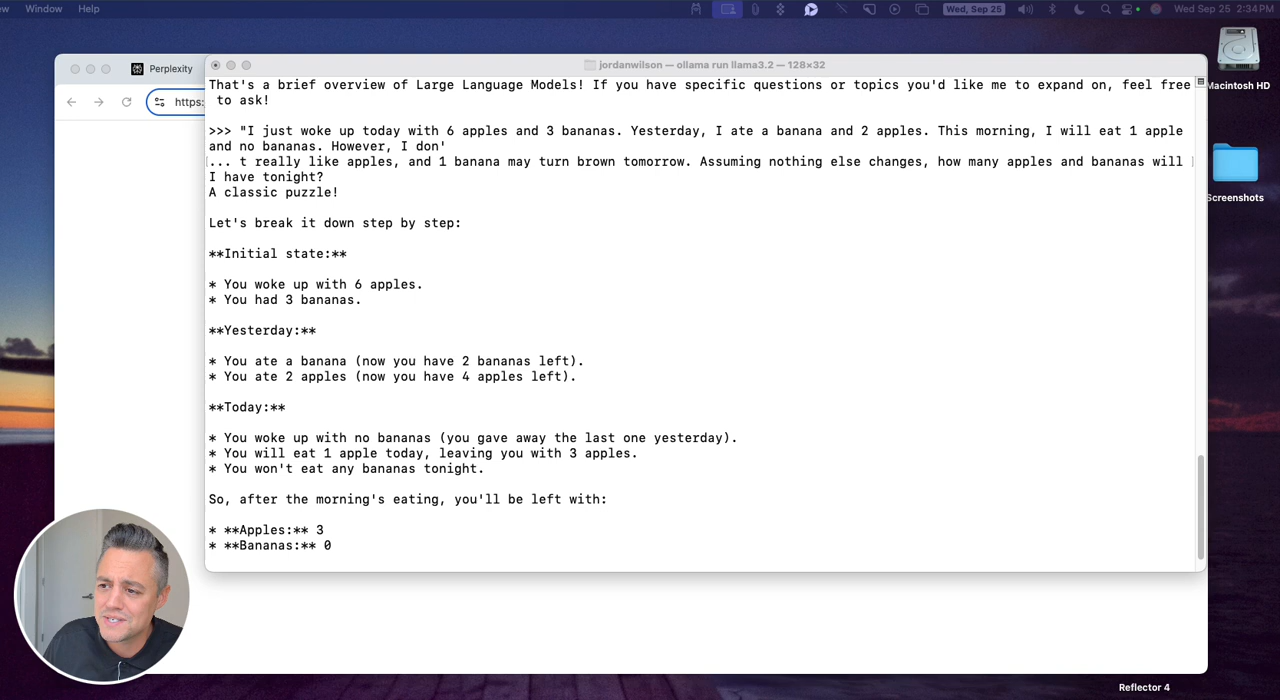 ew Window Help
Wed, Sep 25
Wed Sep 25 2:34PM
Perplexity
https:
jordanwilson — ollama run llama3.2 — 128×32
That's a brief overview of Large Language Models! If you have specific questions or topics you'd like me to expand on, feel free
to ask!
>>> "I just woke up today with 6 apples and 3 bananas. Yesterday, I ate a banana and 2 apples. This morning, I will eat 1 apple
and no bananas. However, I don'
... t really like apples, and 1 banana may turn brown tomorrow. Assuming nothing else changes, how many apples and bananas will
I have tonight?
A classic puzzle!
Let's break it down step by step:
**Initial state:**
* You woke up with 6 apples.
* You had 3 bananas.
**Yesterday:**
* You ate a banana (now you have 2 bananas left).
* You ate 2 apples (now you have 4 apples left).
**Today:**
* You woke up with no bananas (you gave away the last one yesterday).
* You will eat 1 apple today, leaving you with 3 apples.
* You won't eat any bananas tonight.
So, after the morning's eating, you'll be left with:
* **Apples:** 3
* **Bananas:** 0
Macintosh HD
Screenshots
Reflector 4